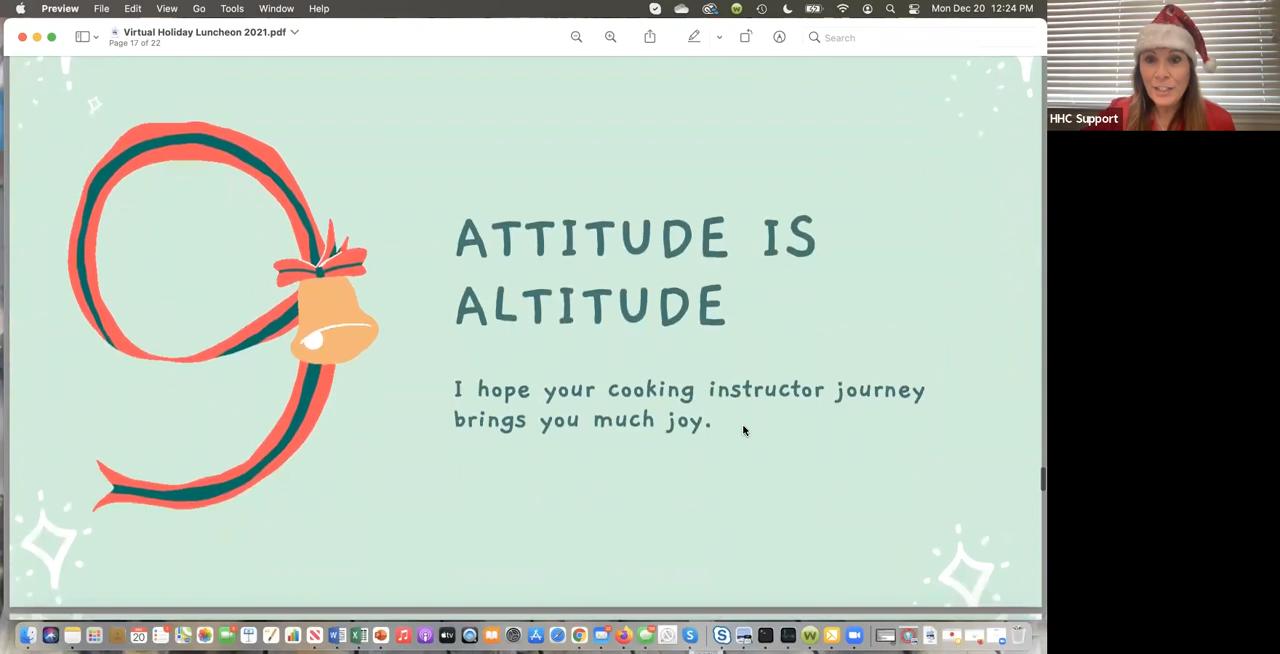 Preview File Edit View Go Tools Window Help Mon Dec 20 12:24 PM
Virtual Holiday Luncheon 2021.pdf
Page 17 of 22
Search
HHC Support
9
ATTITUDE IS
ALTITUDE
I hope your cooking instructor journey
brings you much joy.